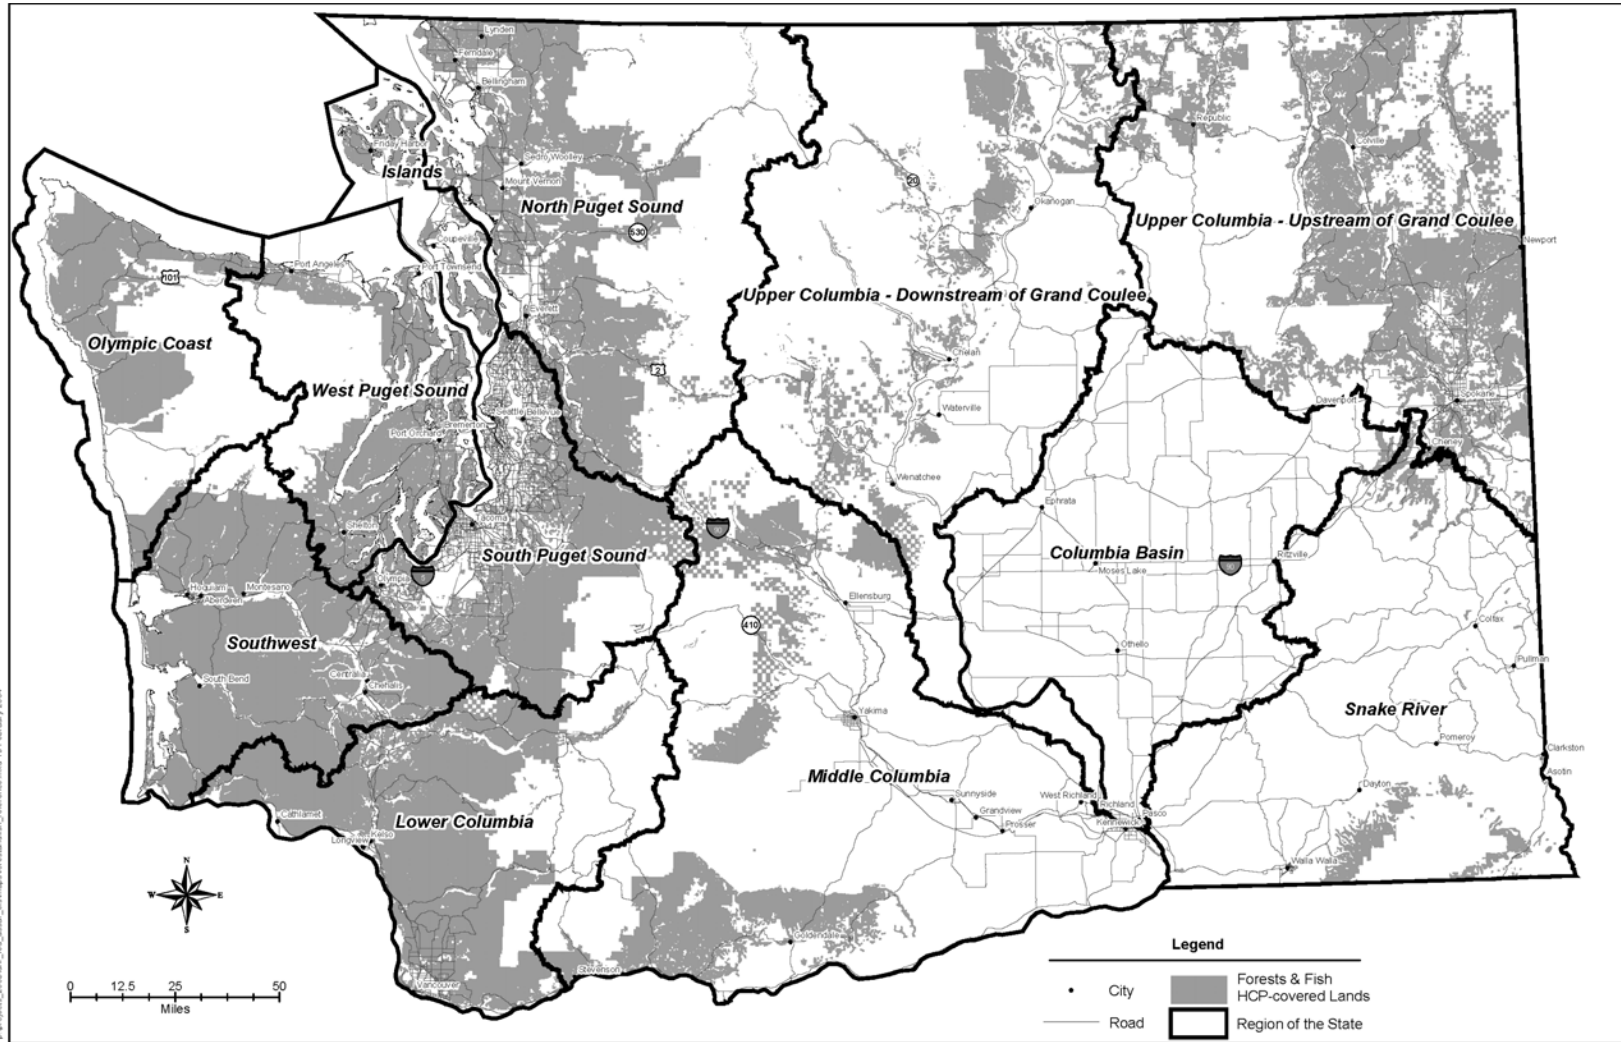 Lynden
Ferndale
Bellingham
Republic
Friday Harbor
Colville
Islands
Sedro Woolley
Mount Vernon
20
North Puget Sound
Okanogan
Upper Columbia - Upstream of Grand Coulee
530
Coupeville
Newport
Port Angeles
Port Townsend
101
Upper Columbia - Downstream of Grand Coulee
Everett
Olympic Coast
Chelan
2
West Puget Sound
Davenport
Spokane
Seattle Bellevue
Waterville
Bremerton
Port Orchard
Cheney
Wenatchee
Ephrata
Shelton
Tacoma
South Puget Sound
90
Columbia Basin
Ritzville
Moses Lake
90
Olympia
5
Hoquiam
Montesano
Aberdeen
Ellensburg
410
Colfax
Southwest
Othello
Pullman
Centralia
South Bend
Chehalis
Snake River
Yakima
Pomeroy
Clarkston
Middle Columbia
Asotin
Dayton
Sunnyside
West Richland
Richland
Grandview
Pasco
Cathlamet
Lower Columbia
Kennewick
Prosser
Kelso
Longview
Walla Walla
N
W
E
S
Goldendale
Stevenson
Vancouver
0
12.5
25
50
Miles
Legend
City
Forests & Fish
HCP-covered Lands
Road
Region of the State